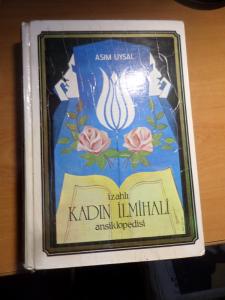 ASIM UYSAL
izahlı
KADIN İLMİHALİ
ansiklopedisi